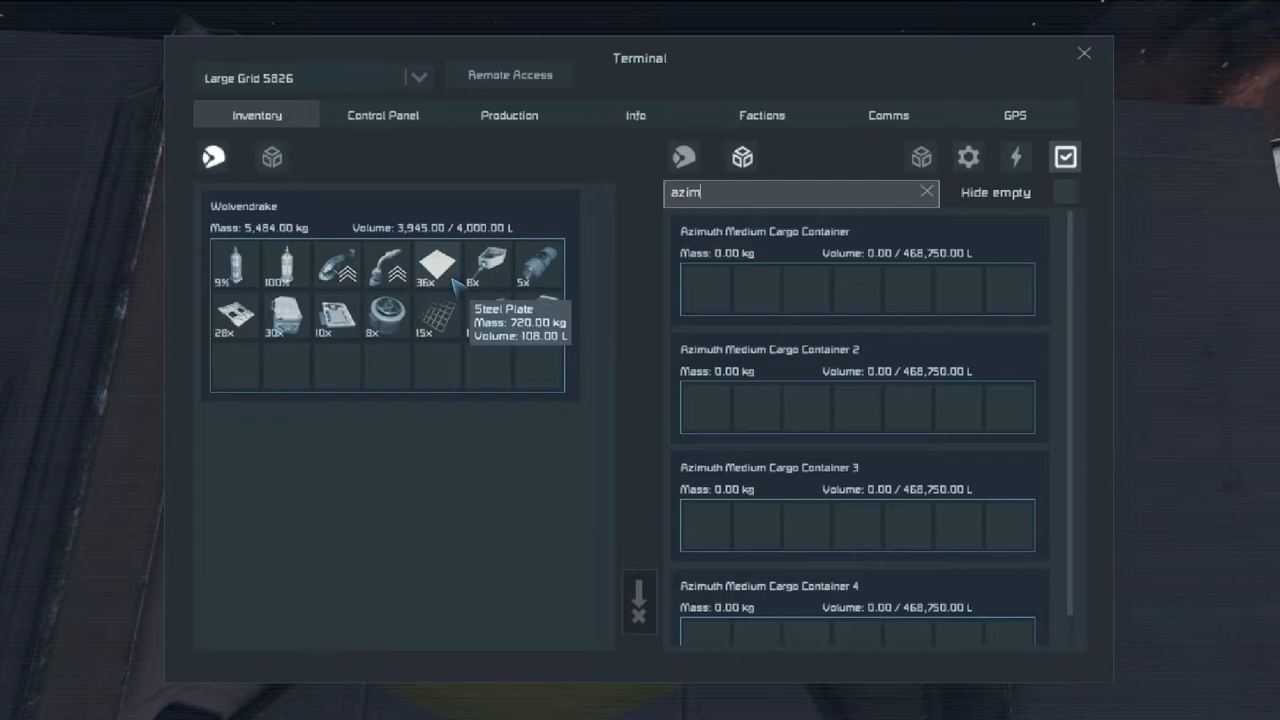 Terminal
Large Grid 5826
Remote Access
Inventory
Control Panel
Production
Info
Factions
Comms
GPS
azim
Hide empty
Wolvendrake
Mass: 5,484.00 kg Volume: 3,945.00 / 4,000.00 L
9% 100% 36x 6x 5x
28x 30x 10x 8x 15x
Steel Plate
Mass: 720.00 kg
Volume: 108.00 L
Azimuth Medium Cargo Container
Mass: 0.00 kg Volume: 0.00 / 468,750.00 L
Azimuth Medium Cargo Container 2
Mass: 0.00 kg Volume: 0.00 / 468,750.00 L
Azimuth Medium Cargo Container 3
Mass: 0.00 kg Volume: 0.00 / 468,750.00 L
Azimuth Medium Cargo Container 4
Mass: 0.00 kg Volume: 0.00 / 468,750.00 L